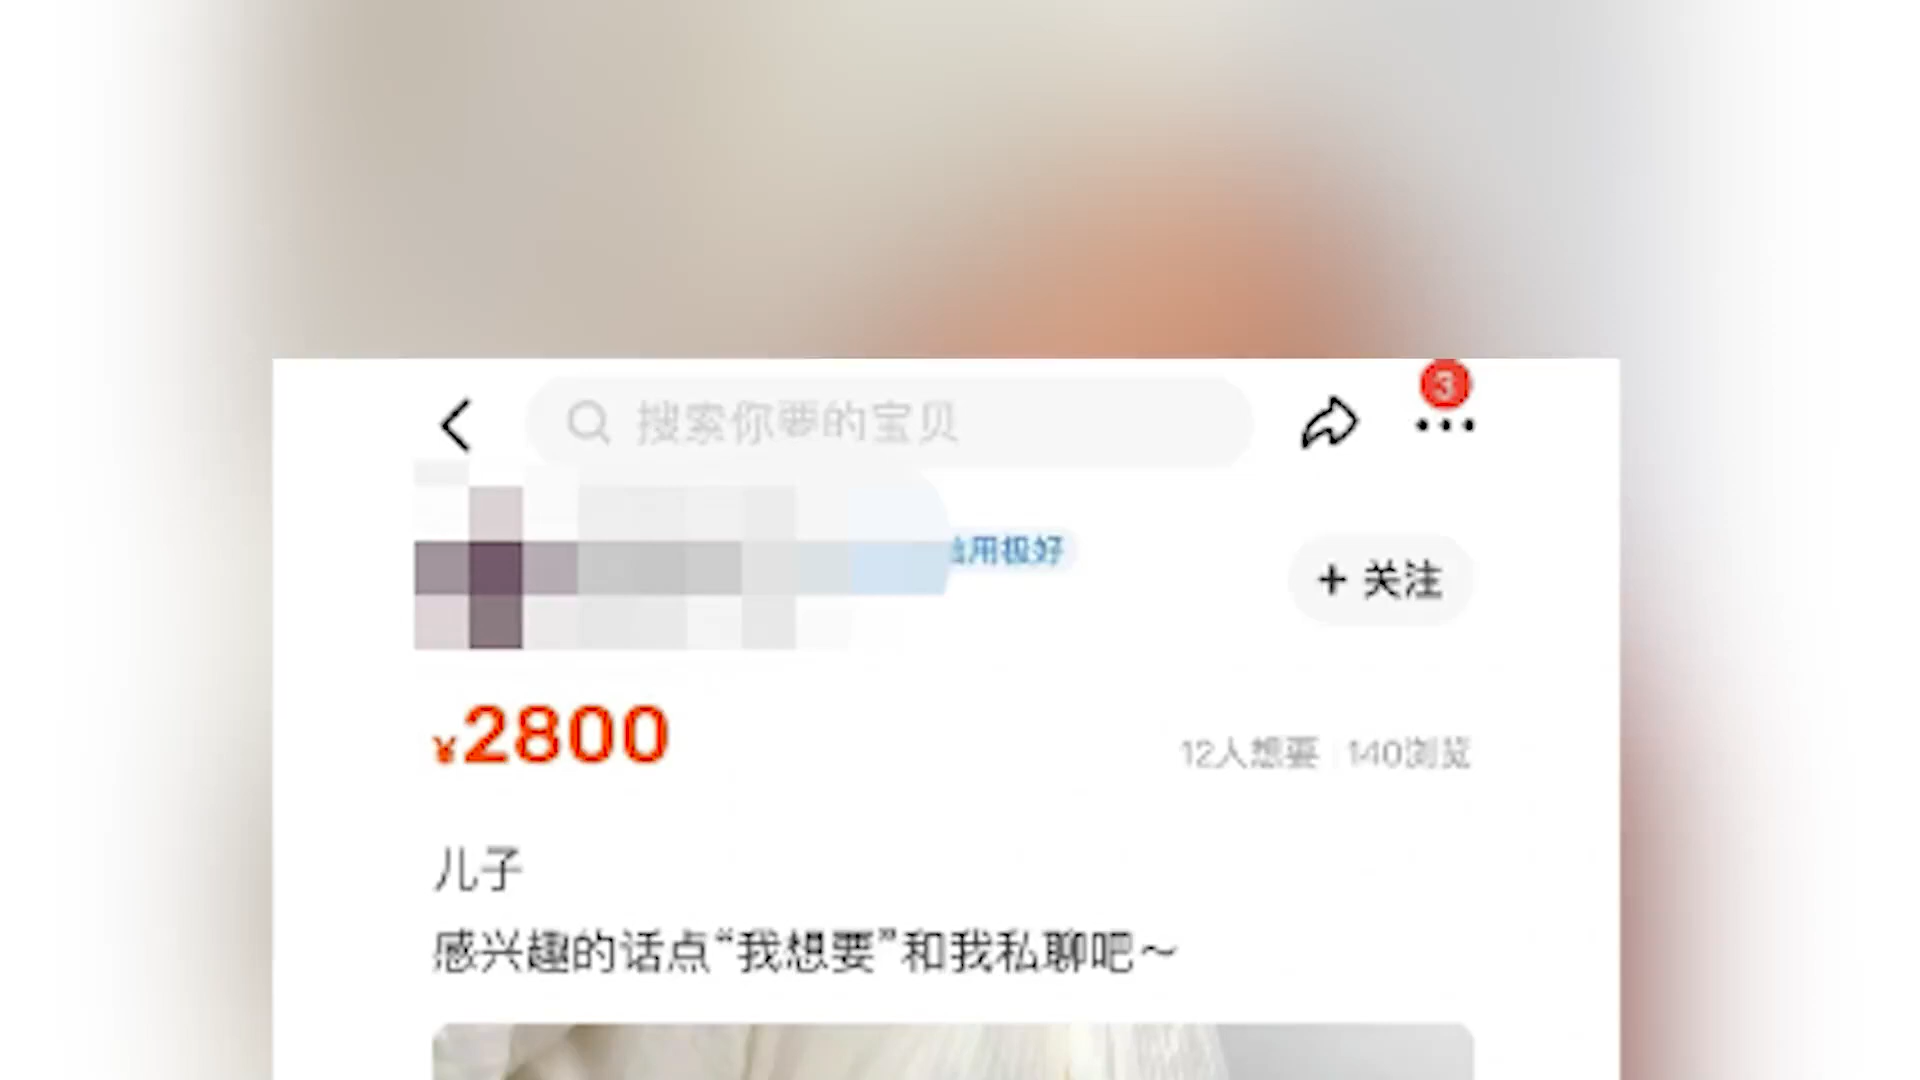 搜索你要的宝贝
3
用极好
+ 关注
¥2800
12人想要 140浏览
儿子
感兴趣的话点“我想要”和我私聊吧～